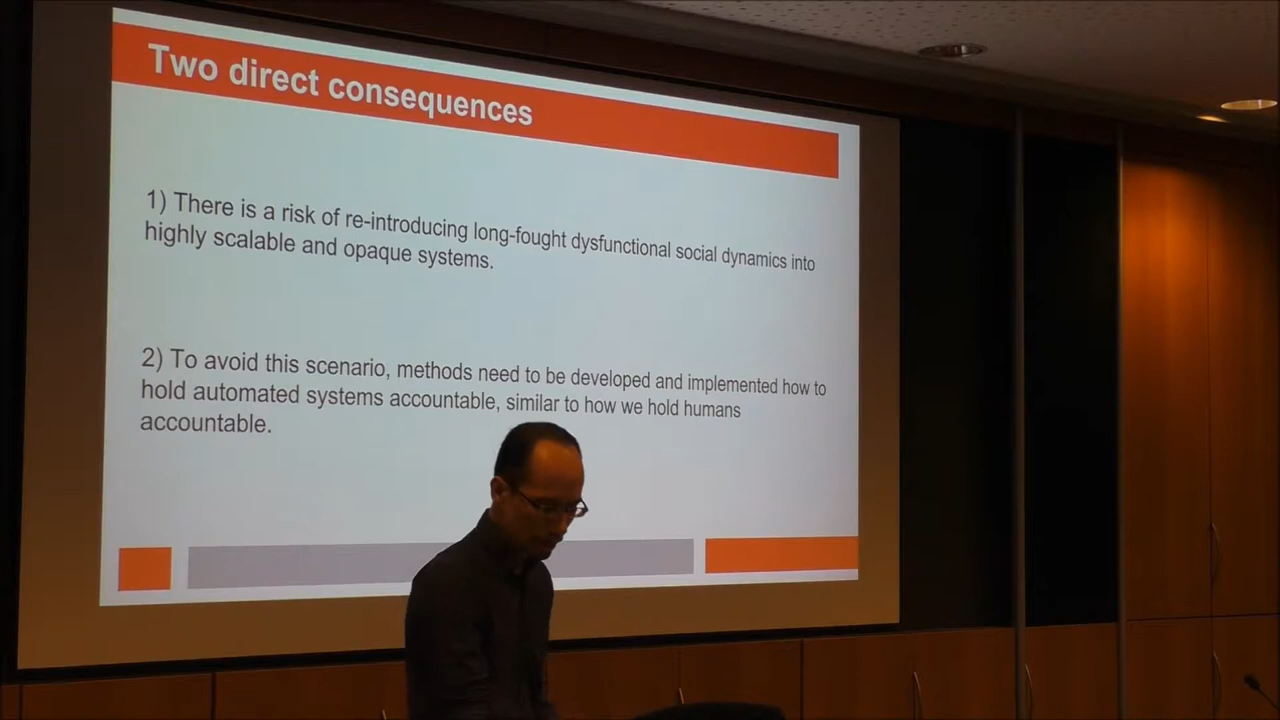 Two direct consequences
1) There is a risk of re-introducing long-fought dysfunctional social dynamics into
highly scalable and opaque systems.
2) To avoid this scenario, methods need to be developed and implemented how to
hold automated systems accountable, similar to how we hold humans
accountable.